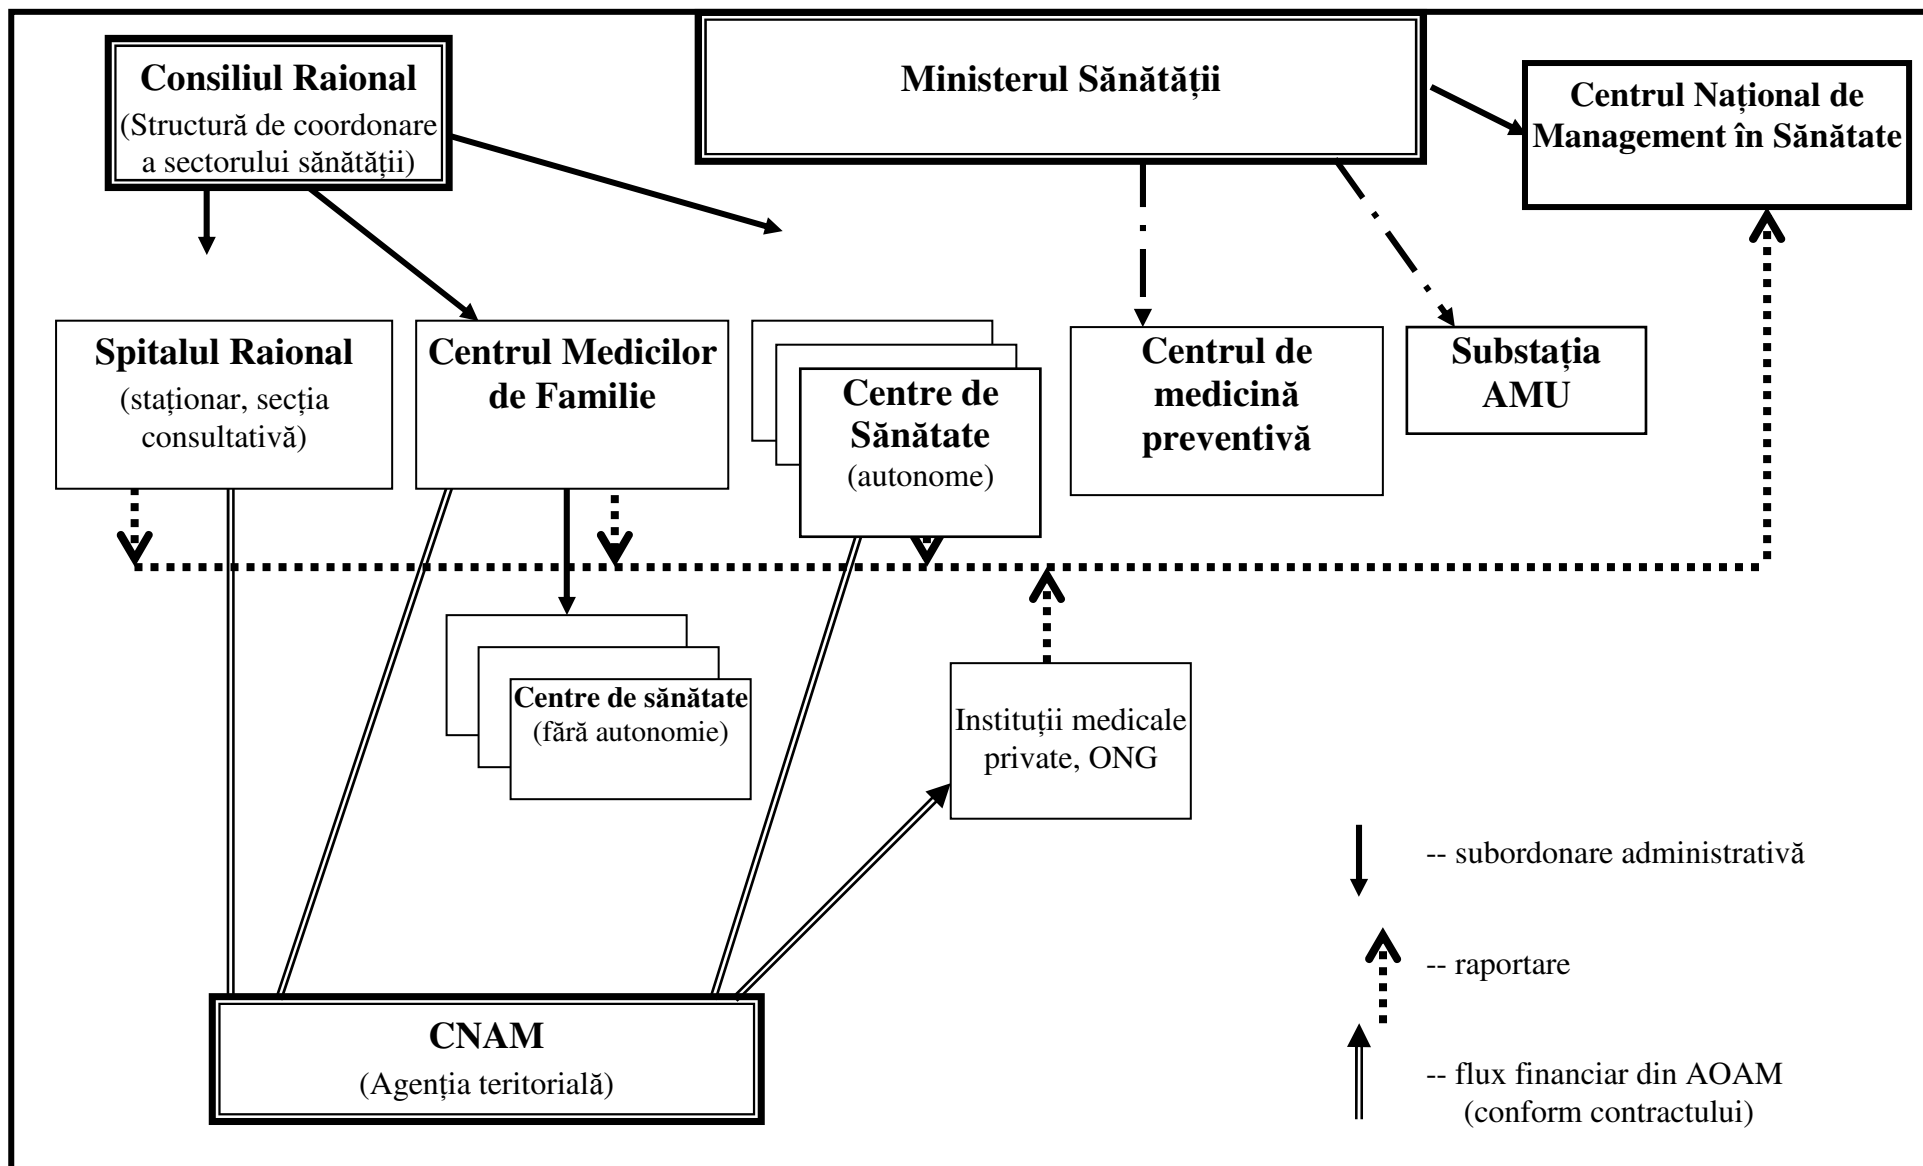 Consiliul Raional
(Structură de coordonare
a sectorului sănătății)
Ministerul Sănătății
Centrul Național de
Management în Sănătate
Spitalul Raional
(staționar, secția
consultativă)
Centrul Medicilor
de Familie
Centre de
Sănătate
(autonome)
Centrul de
medicină
preventivă
Substația
AMU
Centre de sănătate
(fără autonomie)
Instituții medicale
private, ONG
CNAM
(Agenția teritorială)
-- subordonare administrativă
-- raportare
-- flux financiar din AOAM
(conform contractului)